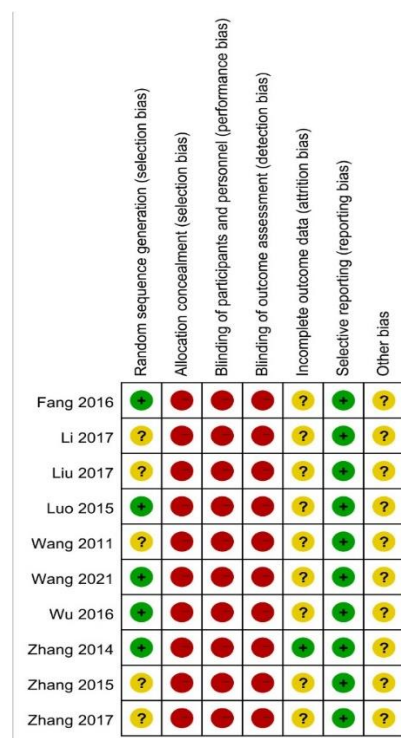 Random sequence generation (selection bias)
Allocation concealment (selection bias)
Blinding of participants and personnel (performance bias)
Blinding of outcome assessment (detection bias)
Incomplete outcome data (attrition bias)
Selective reporting (reporting bias)
Other bias
Fang 2016 + ? + ?
Li 2017 ? ? + ?
Liu 2017 ? ? + ?
Luo 2015 + ? + ?
Wang 2011 ? ? + ?
Wang 2021 + ? + ?
Wu 2016 + ? + ?
Zhang 2014 + + + ?
Zhang 2015 ? ? + ?
Zhang 2017 ? ? + ?